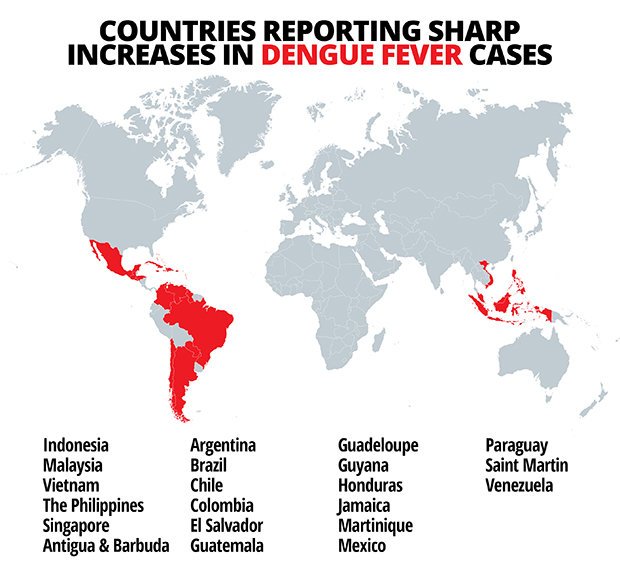 COUNTRIES REPORTING SHARP
INCREASES IN DENGUE FEVER CASES
Indonesia
Malaysia
Vietnam
The Philippines
Singapore
Antigua & Barbuda
Argentina
Brazil
Chile
Colombia
El Salvador
Guatemala
Guadeloupe
Guyana
Honduras
Jamaica
Martinique
Mexico
Paraguay
Saint Martin
Venezuela